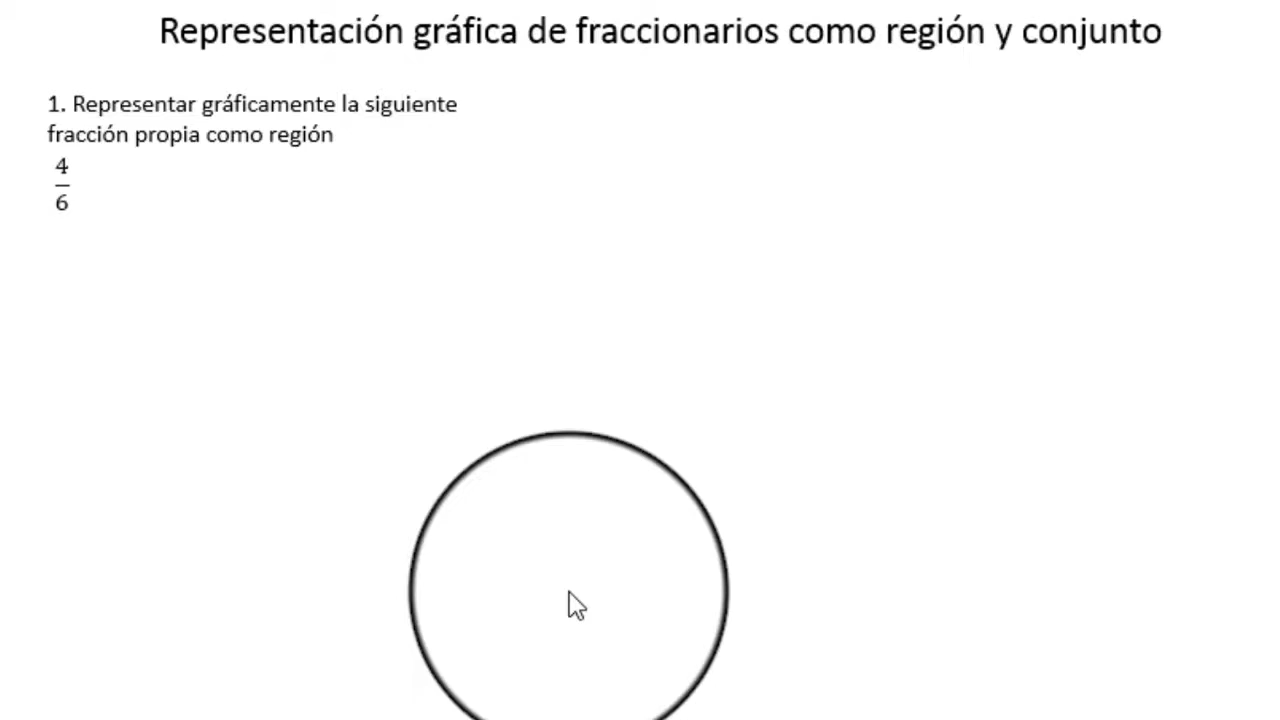 Representación gráfica de fraccionarios como región y conjunto
1. Representar gráficamente la siguiente
fracción propia como región
4
6